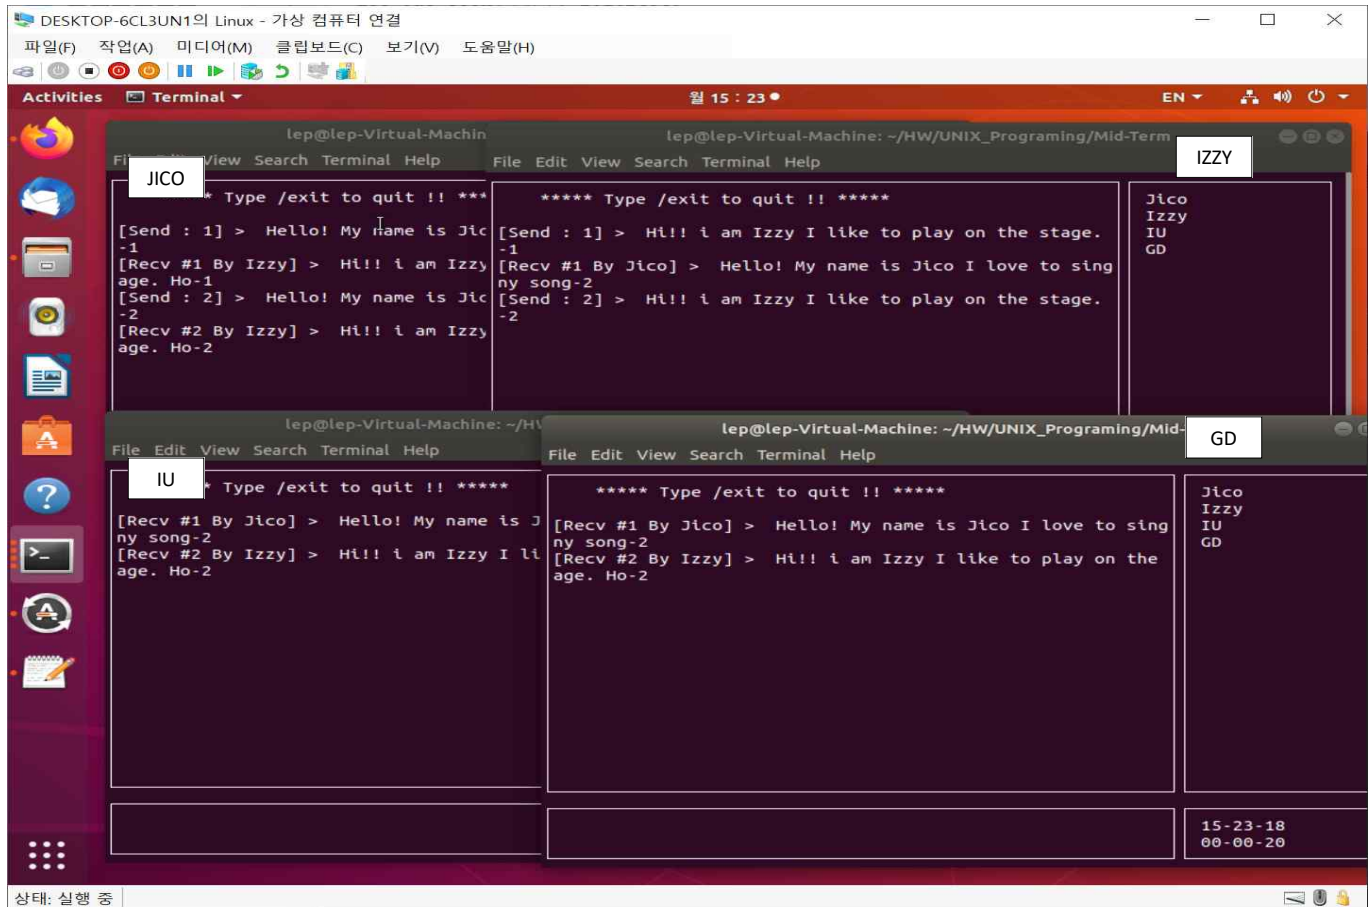 DESKTOP-6CL3UN1의 Linux - 가상 컴퓨터 연결
파일(F) 작업(A) 미디어(M) 클립보드(C) 보기(V) 도움말(H)
Activities Terminal 월 15 : 23 EN
lep@lep-Virtual-Machin
File Edit View Search Terminal Help
JICO
* Type /exit to quit !! ***
[Send : 1] > Hello! My name is Jic
-1
[Recv #1 By Izzy] > Hi!! i am Izzy
age. Ho-1
[Send : 2] > Hello! My name is Jic
-2
[Recv #2 By Izzy] > Hi!! i am Izzy
age. Ho-2
lep@lep-Virtual-Machine: ~/HW/UNIX_Programing/Mid-Term
IZZY
File Edit View Search Terminal Help
***** Type /exit to quit !! *****
[Send : 1] > Hi!! i am Izzy I like to play on the stage.
-1
[Recv #1 By Jico] > Hello! My name is Jico I love to sing
ny song-2
[Send : 2] > Hi!! i am Izzy I like to play on the stage.
-2
Jico
Izzy
IU
GD
lep@lep-Virtual-Machine: ~/H
File Edit View Search Terminal Help
IU
* Type /exit to quit !! *****
[Recv #1 By Jico] > Hello! My name is J
ny song-2
[Recv #2 By Izzy] > Hi!! i am Izzy I li
age. Ho-2
lep@lep-Virtual-Machine: ~/HW/UNIX_Programing/Mid-
GD
File Edit View Search Terminal Help
***** Type /exit to quit !! *****
[Recv #1 By Jico] > Hello! My name is Jico I love to sing
ny song-2
[Recv #2 By Izzy] > Hi!! i am Izzy I like to play on the
age. Ho-2
Jico
Izzy
IU
GD
15-23-18
00-00-20
상태: 실행 중